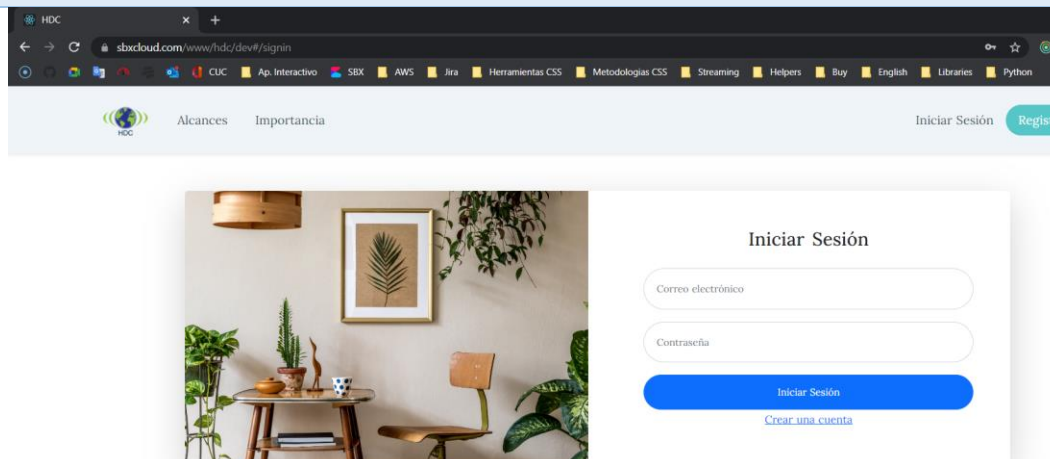 HDC
sbxcloud.com/www/hdc/dev#/signin
CUC Ap. Interactivo SBX AWS Jira Herramientas CSS Metodologias CSS Streaming Helpers Buy English Libraries Python
HDC Alcances Importancia Iniciar Sesión Regis
Iniciar Sesión
Correo electrónico
Contraseña
Iniciar Sesión
Crear una cuenta